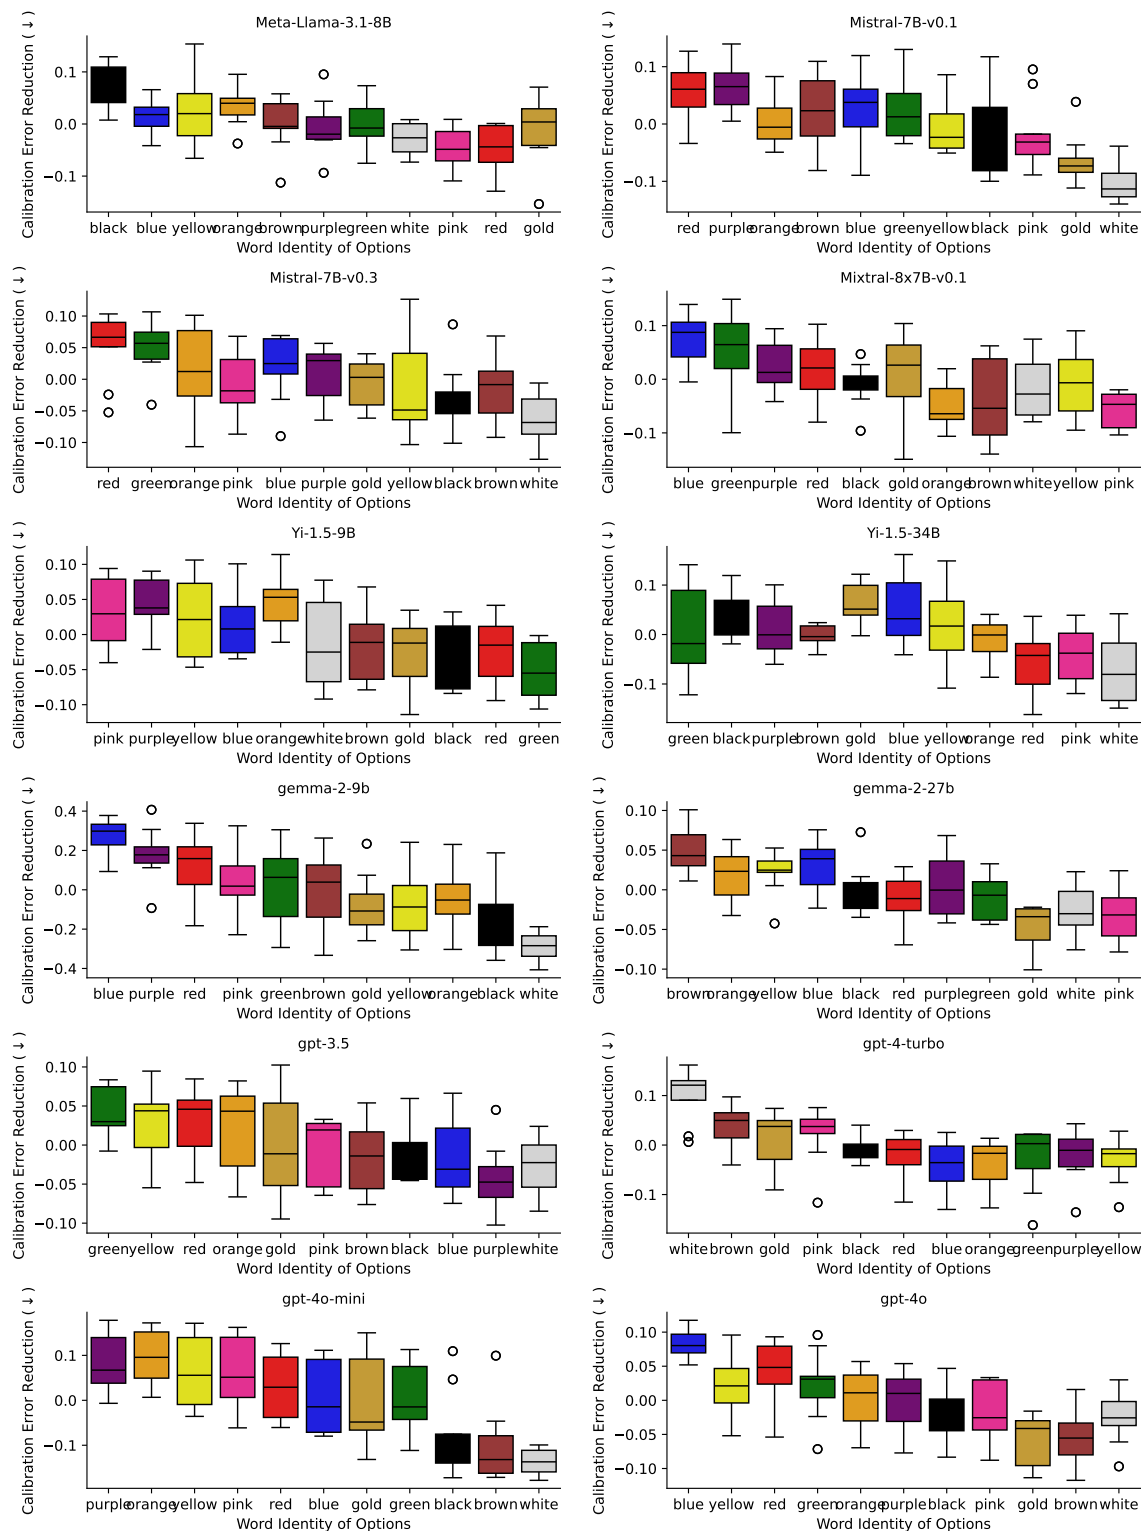 Meta-Llama-3.1-8B
Calibration Error Reduction (↓)
0.1
0.0
−0.1
black blue yellow orange brown purple green white pink red gold
Word Identity of Options
Mistral-7B-v0.1
Calibration Error Reduction (↓)
0.1
0.0
−0.1
red purple orange brown blue green yellow black pink gold white
Word Identity of Options
Mistral-7B-v0.3
Calibration Error Reduction (↓)
0.10
0.05
0.00
−0.05
−0.10
red green orange pink blue purple gold yellow black brown white
Word Identity of Options
Mixtral-8x7B-v0.1
Calibration Error Reduction (↓)
0.1
0.0
−0.1
blue green purple red black gold orange brown white yellow pink
Word Identity of Options
Yi-1.5-9B
Calibration Error Reduction (↓)
0.10
0.05
0.00
−0.05
−0.10
pink purple yellow blue orange white brown gold black red green
Word Identity of Options
Yi-1.5-34B
Calibration Error Reduction (↓)
0.1
0.0
−0.1
green black purple brown gold blue yellow orange red pink white
Word Identity of Options
gemma-2-9b
Calibration Error Reduction (↓)
0.4
0.2
0.0
−0.2
−0.4
blue purple red pink green brown gold yellow orange black white
Word Identity of Options
gemma-2-27b
Calibration Error Reduction (↓)
0.10
0.05
0.00
−0.05
−0.10
brown orange yellow blue black red purple green gold white pink
Word Identity of Options
gpt-3.5
Calibration Error Reduction (↓)
0.10
0.05
0.00
−0.05
−0.10
green yellow red orange gold pink brown black blue purple white
Word Identity of Options
gpt-4-turbo
Calibration Error Reduction (↓)
0.1
0.0
−0.1
white brown gold pink black red blue orange green purple yellow
Word Identity of Options
gpt-4o-mini
Calibration Error Reduction (↓)
0.1
0.0
−0.1
purple orange yellow pink red blue gold green black brown white
Word Identity of Options
gpt-4o
Calibration Error Reduction (↓)
0.10
0.05
0.00
−0.05
−0.10
blue yellow red green orange purple black pink gold brown white
Word Identity of Options